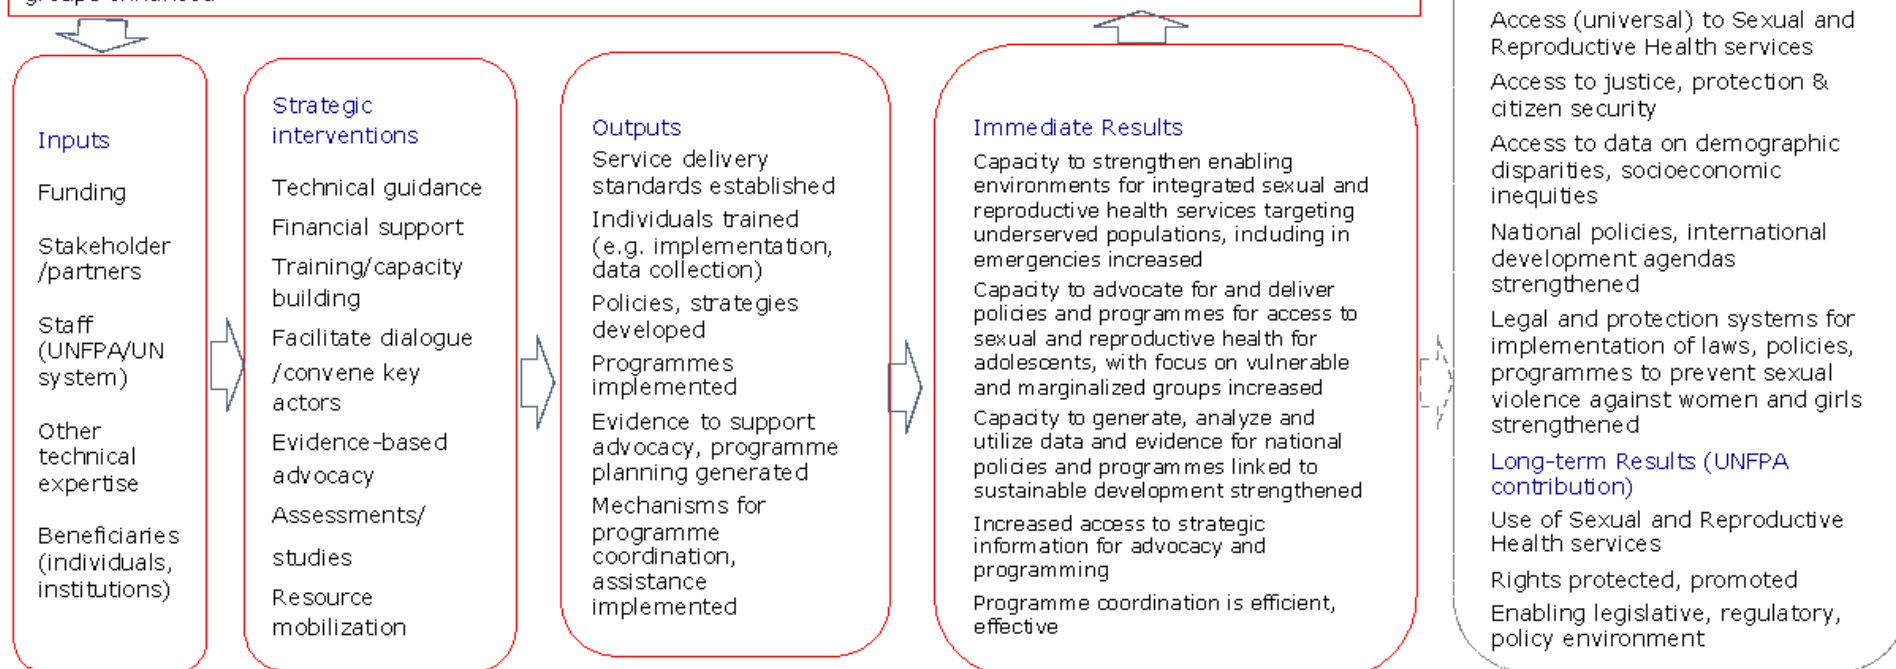 groups enhanced
Inputs
Funding
Stakeholder
/partners
Staff
(UNFPA/UN
system)
Other
technical
expertise
Beneficiaries
(individuals,
institutions)
Strategic
interventions
Technical guidance
Financial support
Training/capacity
building
Facilitate dialogue
/convene key
actors
Evidence-based
advocacy
Assessments/
studies
Resource
mobilization
Outputs
Service delivery
standards established
Individuals trained
(e.g. implementation,
data collection)
Policies, strategies
developed
Programmes
implemented
Evidence to support
advocacy, programme
planning generated
Mechanisms for
programme
coordination,
assistance
implemented
Immediate Results
Capacity to strengthen enabling
environments for integrated sexual and
reproductive health services targeting
underserved populations, including in
emergencies increased
Capacity to advocate for and deliver
policies and programmes for access to
sexual and reproductive health for
adolescents, with focus on vulnerable
and marginalized groups increased
Capacity to generate, analyze and
utilize data and evidence for national
policies and programmes linked to
sustainable development strengthened
Increased access to strategic
information for advocacy and
programming
Programme coordination is efficient,
effective
Access (universal) to Sexual and
Reproductive Health services
Access to justice, protection &
citizen security
Access to data on demographic
disparities, socioeconomic
inequities
National policies, international
development agendas
strengthened
Legal and protection systems for
implementation of laws, policies,
programmes to prevent sexual
violence against women and girls
strengthened
Long-term Results (UNFPA
contribution)
Use of Sexual and Reproductive
Health services
Rights protected, promoted
Enabling legislative, regulatory,
policy environment